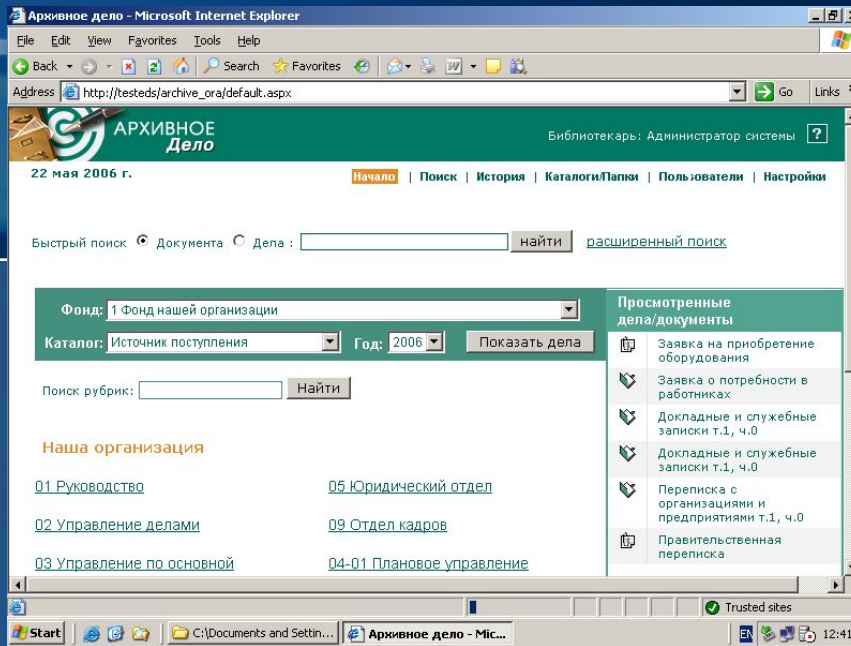 Архивное дело - Microsoft Internet Explorer
File Edit View Favorites Tools Help
Back Search Favorites
Address http://testeds/archive_ora/default.aspx Go Links
АРХИВНОЕ
Дело
Библиотекарь: Администратор системы ?
22 мая 2006 г.
Начало | Поиск | История | Каталоги/Папки | Пользователи | Настройки
Быстрый поиск Документа Дела : найти расширенный поиск
Фонд: 1 Фонд нашей организации
Каталог: Источник поступления Год: 2006 Показать дела
Поиск рубрик: Найти
Наша организация
01 Руководство 05 Юридический отдел
02 Управление делами 09 Отдел кадров
03 Управление по основной 04-01 Плановое управление
Просмотренные
дела/документы
Заявка на приобретение
оборудования
Заявка о потребности в
работниках
Докладные и служебные
записки т.1, ч.0
Докладные и служебные
записки т.1, ч.0
Переписка с
организациями и
предприятиями т.1, ч.0
Правительственная
переписка
Trusted sites
Start C:\Documents and Settin... Архивное дело - Mic... EN 12:41